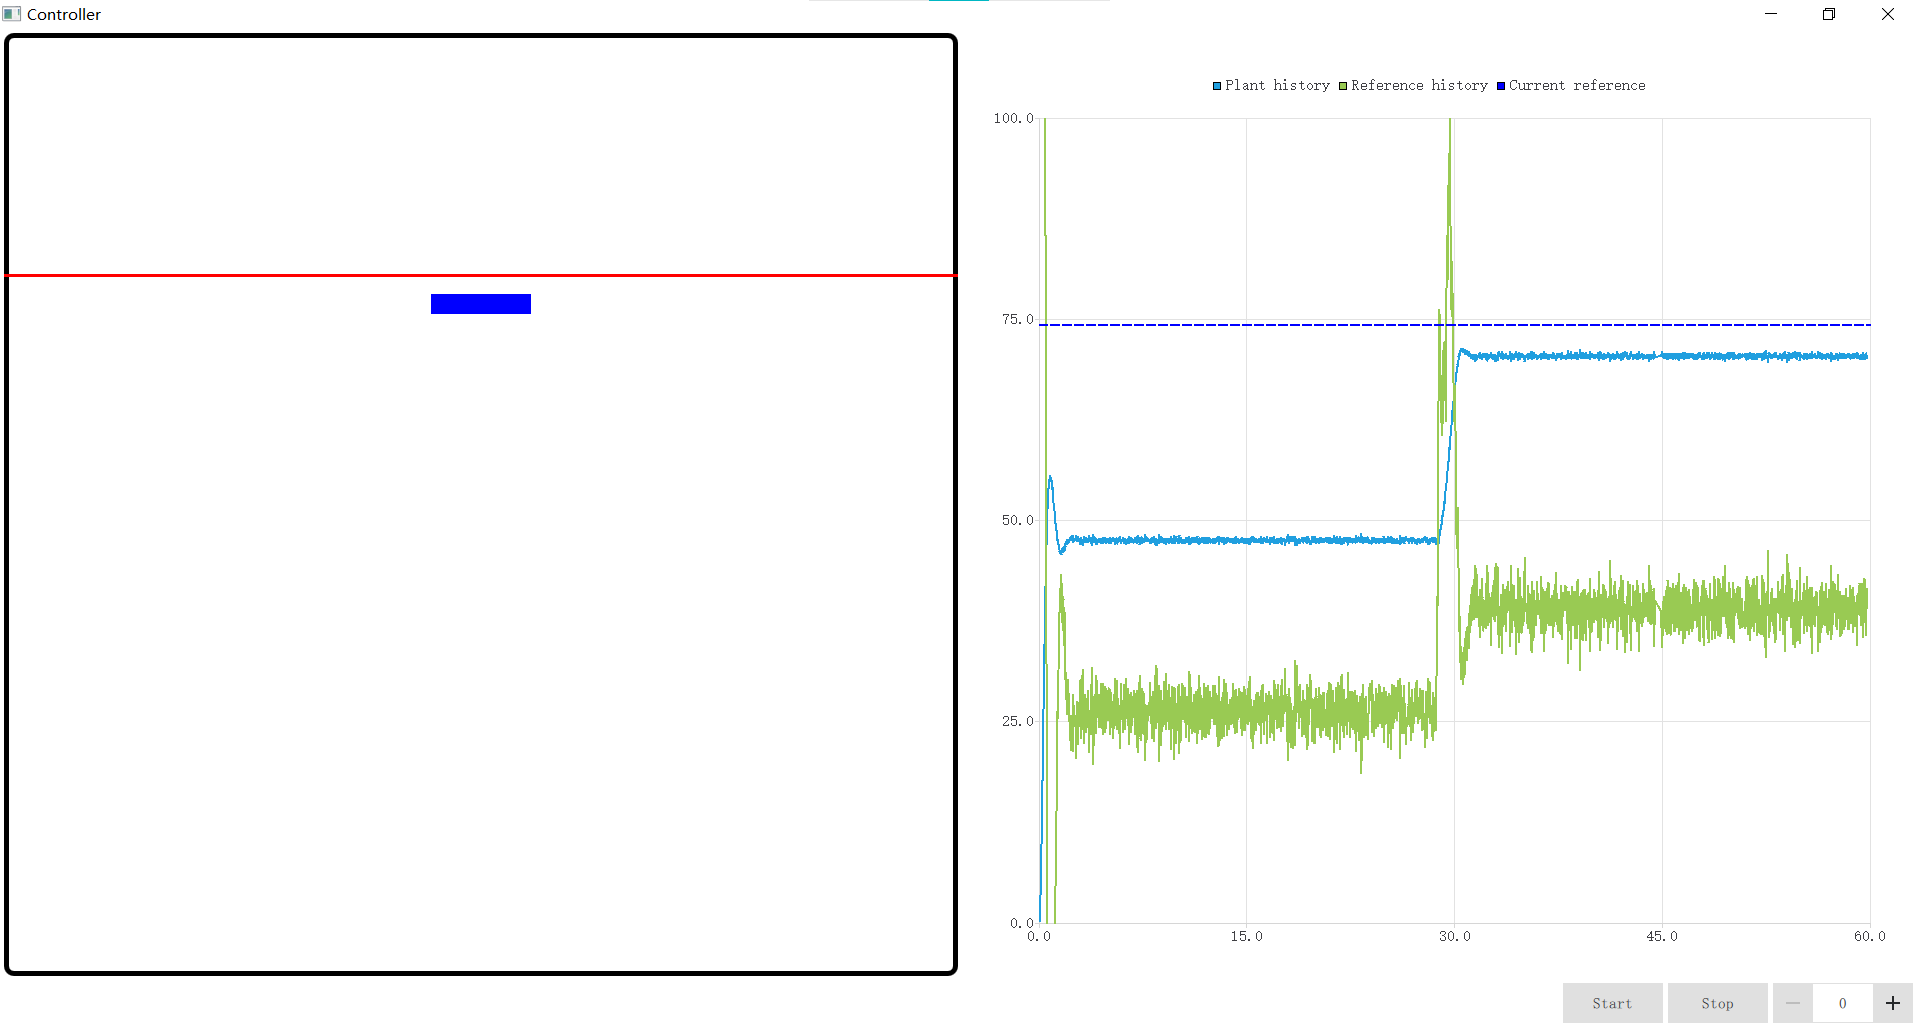 Controller
Plant history Reference history Current reference
100.0
75.0
50.0
25.0
0.0
0.0 15.0 30.0 45.0 60.0
Start Stop — 0 +